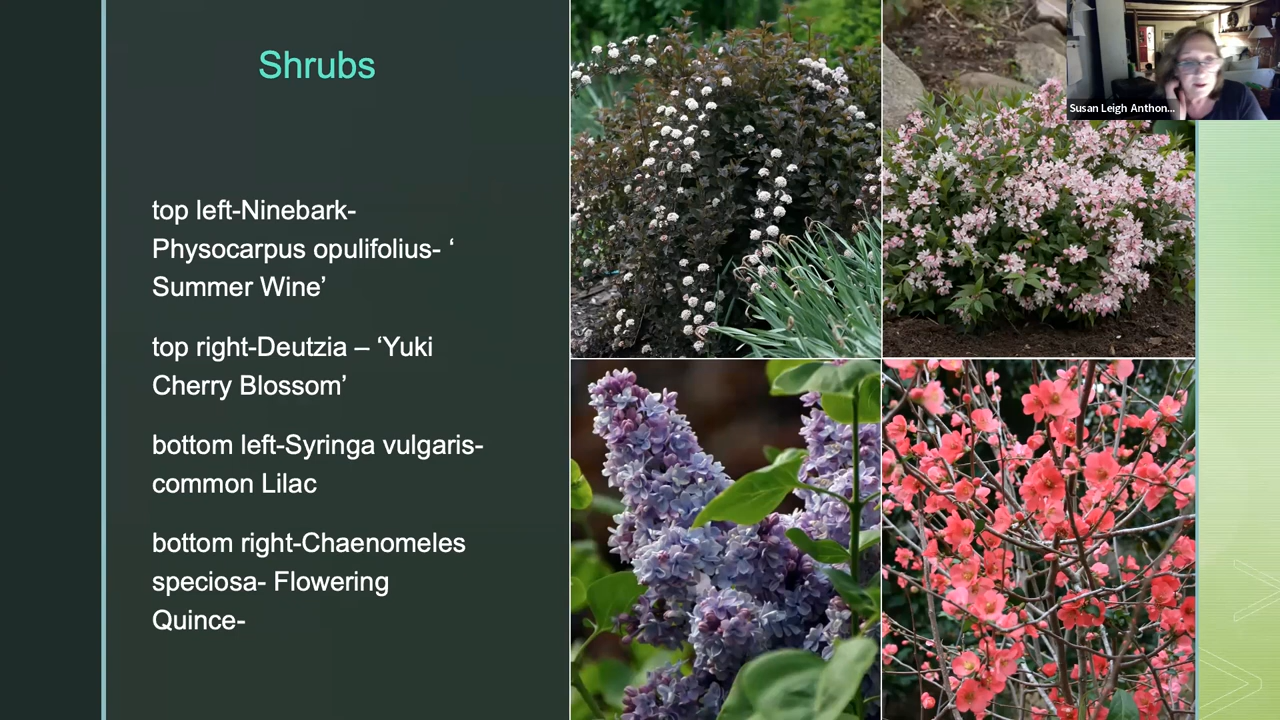 Shrubs
Susan Leigh Anthon...
top left-Ninebark-
Physocarpus opulifolius- ‘
Summer Wine’
top right-Deutzia – ‘Yuki
Cherry Blossom’
bottom left-Syringa vulgaris-
common Lilac
bottom right-Chaenomeles
speciosa- Flowering
Quince-